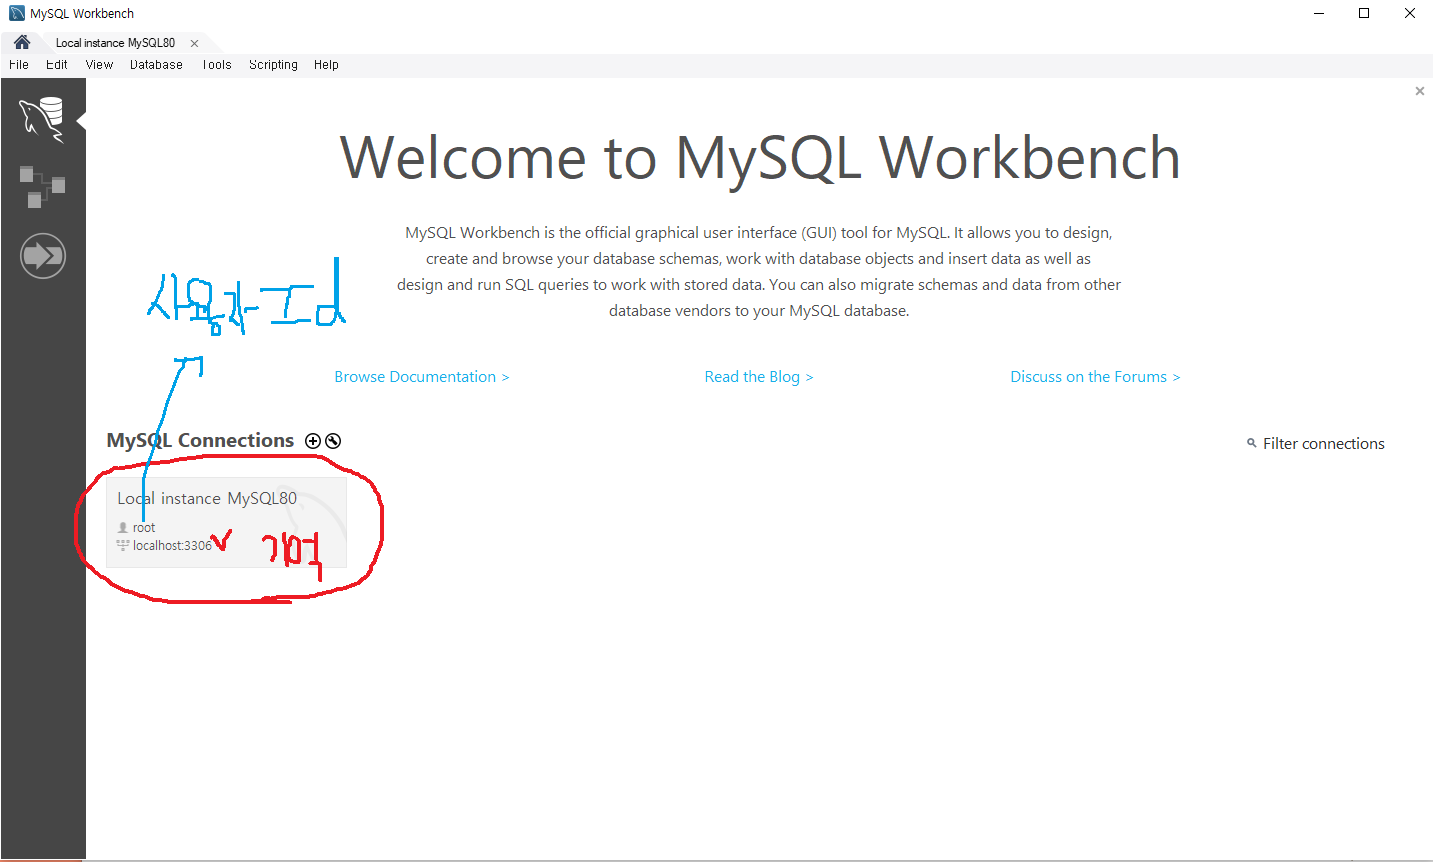 MySQL Workbench
Local instance MySQL80
File Edit View Database Tools Scripting Help
Welcome to MySQL Workbench
MySQL Workbench is the official graphical user interface (GUI) tool for MySQL. It allows you to design,
create and browse your database schemas, work with database objects and insert data as well as
design and run SQL queries to work with stored data. You can also migrate schemas and data from other
database vendors to your MySQL database.
사용자 Id
Browse Documentation > Read the Blog > Discuss on the Forums >
MySQL Connections Filter connections
Local instance MySQL80
root
localhost:3306
기억